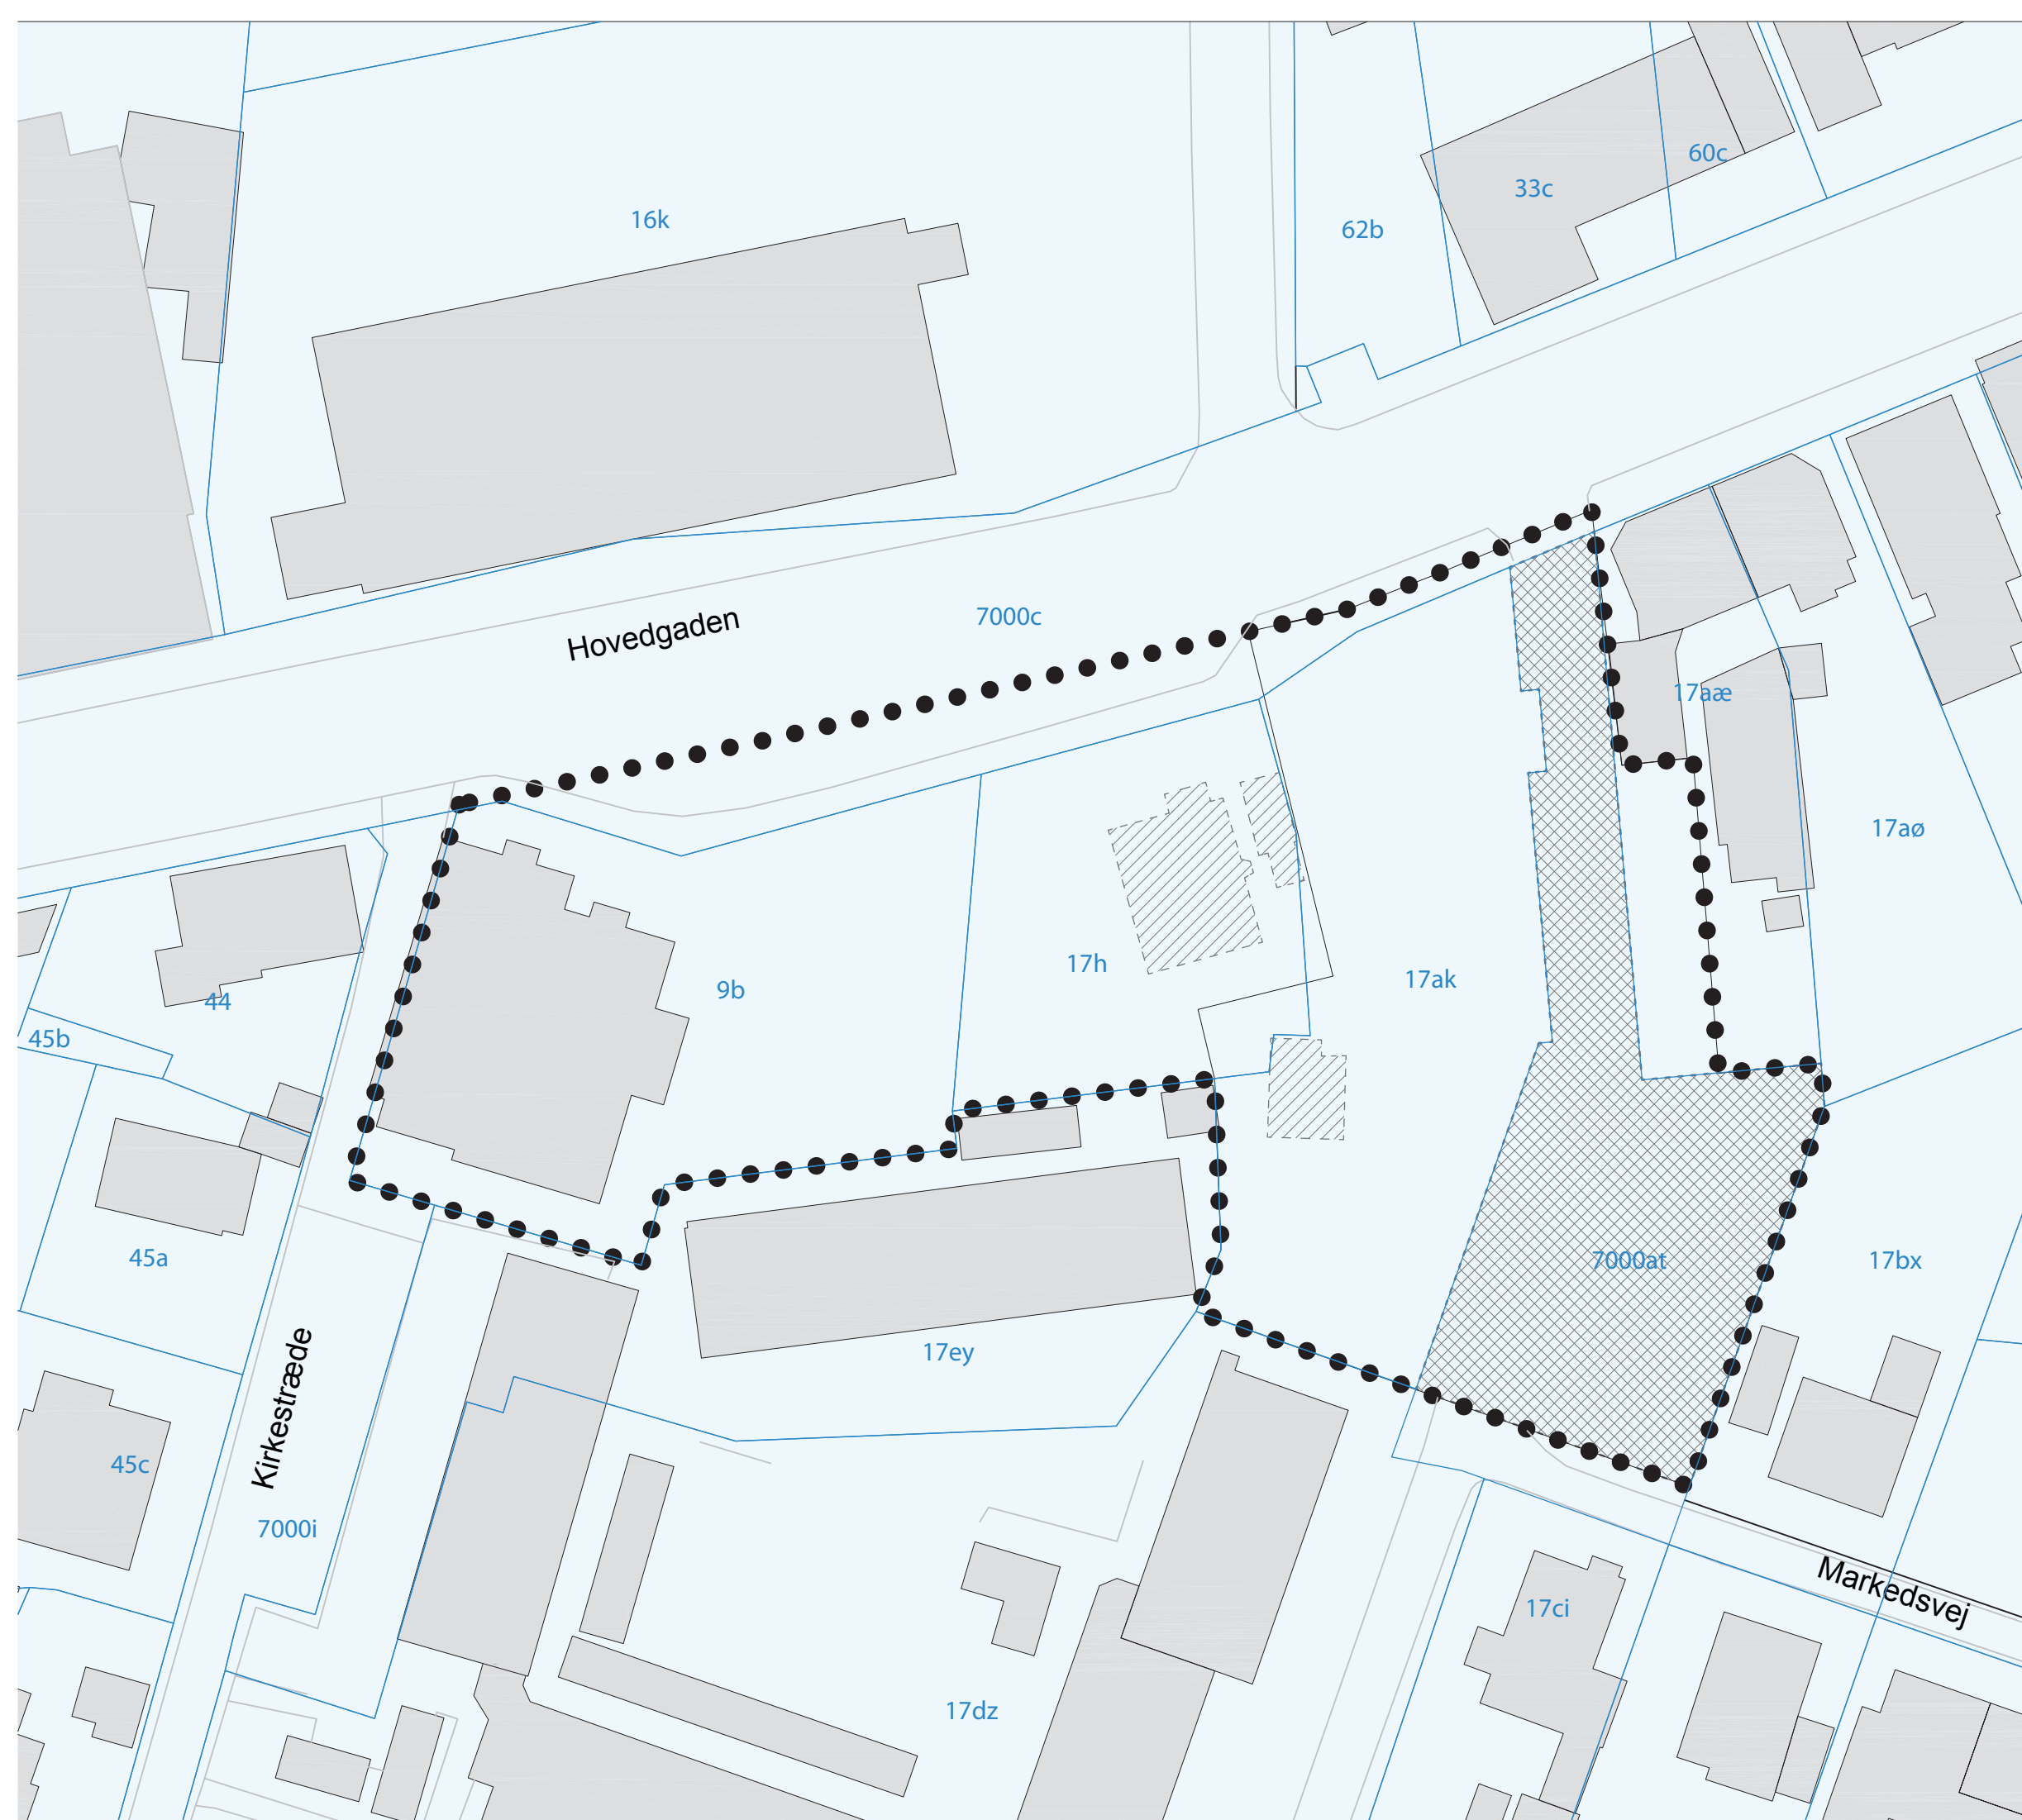 60c
33c
16k
62b
7000c
Hovedgaden
17aæ
17aø
17h
17ak
9b
44
45b
45a
7000at
17bx
17ey
Kirkestræde
45c
7000i
Markedsvej
17ci
17dz